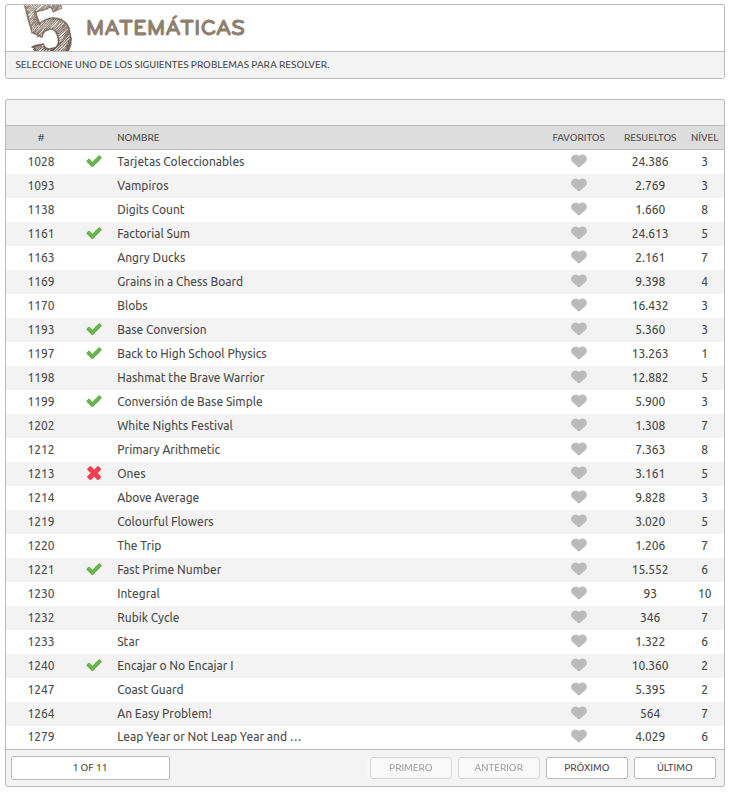 5 MATEMÁTICAS
SELECCIONE UNO DE LOS SIGUIENTES PROBLEMAS PARA RESOLVER.
# NOMBRE FAVORITOS RESUELTOS NÍVEL
1028 Tarjetas Coleccionables 24.386 3
1093 Vampiros 2.769 3
1138 Digits Count 1.660 8
1161 Factorial Sum 24.613 5
1163 Angry Ducks 2.161 7
1169 Grains in a Chess Board 9.398 4
1170 Blobs 16.432 3
1193 Base Conversion 5.360 3
1197 Back to High School Physics 13.263 1
1198 Hashmat the Brave Warrior 12.882 5
1199 Conversión de Base Simple 5.900 3
1202 White Nights Festival 1.308 7
1212 Primary Arithmetic 7.363 8
1213 Ones 3.161 5
1214 Above Average 9.828 3
1219 Colourful Flowers 3.020 5
1220 The Trip 1.206 7
1221 Fast Prime Number 15.552 6
1230 Integral 93 10
1232 Rubik Cycle 346 7
1233 Star 1.322 6
1240 Encajar o No Encajar I 10.360 2
1247 Coast Guard 5.395 2
1264 An Easy Problem! 564 7
1279 Leap Year or Not Leap Year and ... 4.029 6
1 OF 11 PRIMERO ANTERIOR PRÓXIMO ÚLTIMO